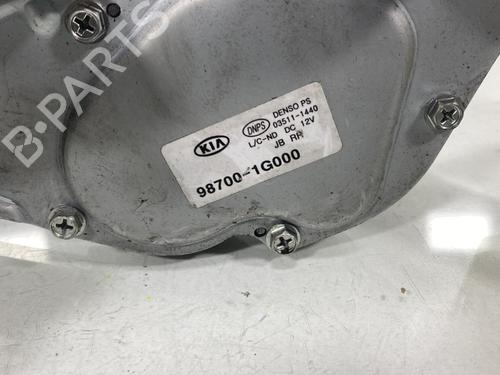 B-PARTS
KIA
DNPS
DENSO PS
03511-1440
L/C-ND DC 12V
JB RR
98700-1G000